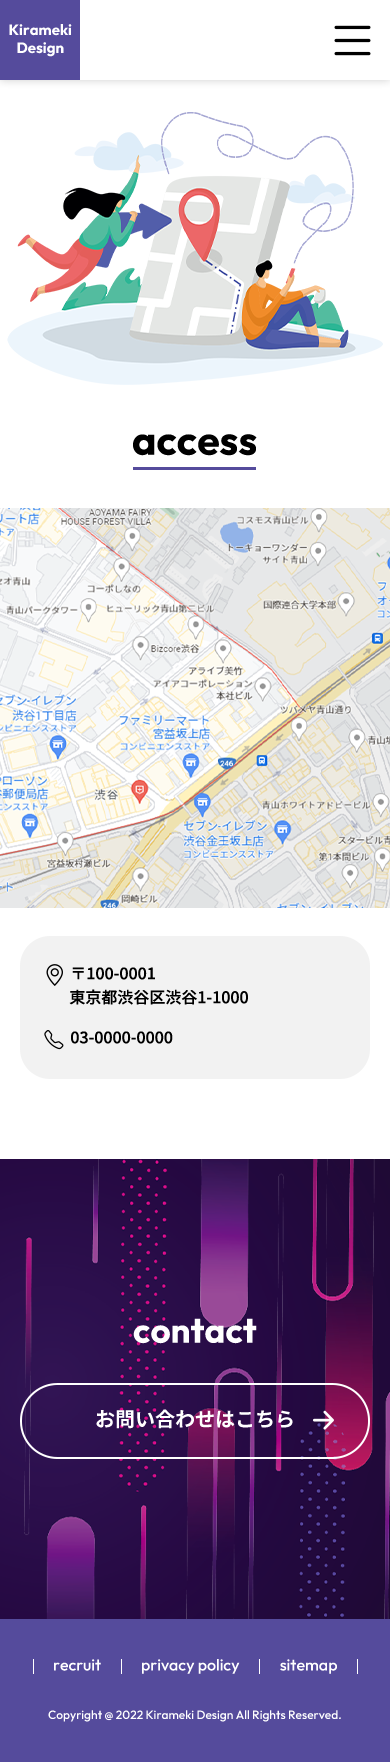 Kirameki
Design
access
ート店
AOYAMA FAIRY
HOUSE FOREST VILLA
コスモス青山ビル
トーキョーワンダー
サイト青山
セオ青山
コーポしなの
青山パークタワー
ヒューリック青山第二ビル
国際連合大学本部
Bizcore渋谷
アライブ美竹
アイアコーポレーション
本社ビル
セブン-イレブン
渋谷1丁目店
コンビニエンスストア
ツバメヤ青山通り
ファミリーマート
宮益坂上店
コンビニエンスストア
246
ローソン
郵便局店
渋谷
青山ホワイトアドビービル
セブン-イレブン
渋谷金王坂上店
コンビニエンスストア
宮益坂村瀬ビル
第1本間ビル
岡崎ビル
246
〒100-0001
東京都渋谷区渋谷1-1000
03-0000-0000
contact
お問い合わせはこちら
recruit
privacy policy
sitemap
Copyright @ 2022 Kirameki Design All Rights Reserved.